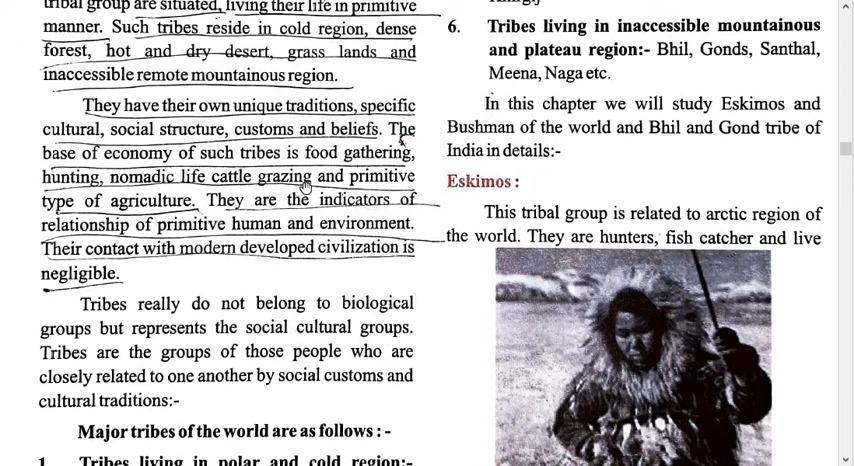 tribal group are situated, living their life in primitive
manner. Such tribes reside in cold region, dense
forest, hot and dry desert, grass lands and
inaccessible remote mountainous region.
They have their own unique traditions, specific
cultural, social structure, customs and beliefs. The
base of economy of such tribes is food gathering,
hunting, nomadic life cattle grazing and primitive
type of agriculture. They are the indicators of
relationship of primitive human and environment.
Their contact with modern developed civilization is
negligible.
Tribes really do not belong to biological
groups but represents the social cultural groups.
Tribes are the groups of those people who are
closely related to one another by social customs and
cultural traditions:-
Major tribes of the world are as follows : -
1. Tribes living in polar and cold region:-
6. Tribes living in inaccessible mountainous
and plateau region:- Bhil, Gonds, Santhal,
Meena, Naga etc.
In this chapter we will study Eskimos and
Bushman of the world and Bhil and Gond tribe of
India in details:-
Eskimos :
This tribal group is related to arctic region of
the world. They are hunters, fish catcher and live